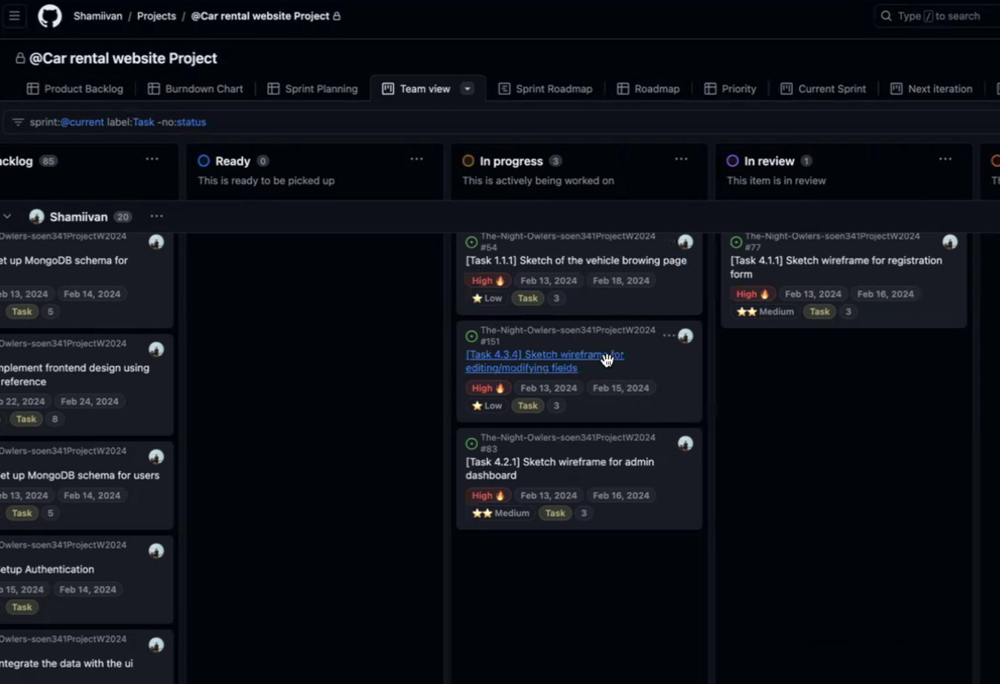 Shamiivan / Projects / @Car rental website Project
Type / to search
@Car rental website Project
Product Backlog
Burndown Chart
Sprint Planning
Team view
Sprint Roadmap
Roadmap
Priority
Current Sprint
Next iteration
sprint:@current label:Task -no:status
acklog 85
Ready 0
This is ready to be picked up
In progress 3
This is actively being worked on
In review 1
This item is in review
Shamiivan 20
Owlers-soen341ProjectW2024
et up MongoDB schema for
eb 13, 2024 Feb 14, 2024
Task 5
Owlers-soen341ProjectW2024
mplement frontend design using
reference
b 22, 2024 Feb 24, 2024
Task 8
Owlers-soen341ProjectW2024
et up MongoDB schema for users
eb 13, 2024 Feb 14, 2024
Task 5
Owlers-soen341ProjectW2024
etup Authentication
b 15, 2024 Feb 14, 2024
Task
Owlers-soen341ProjectW2024
ntegrate the data with the ui
The-Night-Owlers-soen341ProjectW2024
#54
[Task 1.1.1] Sketch of the vehicle browing page
High 🔥 Feb 13, 2024 Feb 18, 2024
⭐ Low Task 3
The-Night-Owlers-soen341ProjectW2024
#151
[Task 4.3.4] Sketch wireframe for
editing/modifying fields
High 🔥 Feb 13, 2024 Feb 15, 2024
⭐ Low Task 3
The-Night-Owlers-soen341ProjectW2024
#83
[Task 4.2.1] Sketch wireframe for admin
dashboard
High 🔥 Feb 13, 2024 Feb 16, 2024
⭐⭐ Medium Task 3
The-Night-Owlers-soen341ProjectW2024
#77
[Task 4.1.1] Sketch wireframe for registration
form
High 🔥 Feb 13, 2024 Feb 16, 2024
⭐⭐ Medium Task 3